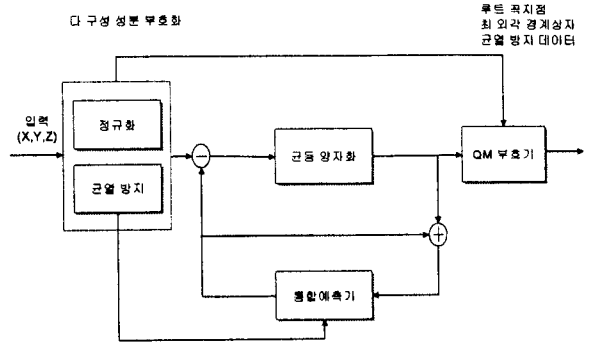 다 구성 성분 부호화
루트 꼭지점
최 외각 경계상자
균열 방지 데이터
입력
(X,Y,Z)
정규화
균열 방지
−
균등 양자화
QM 부호기
+
통합예측기